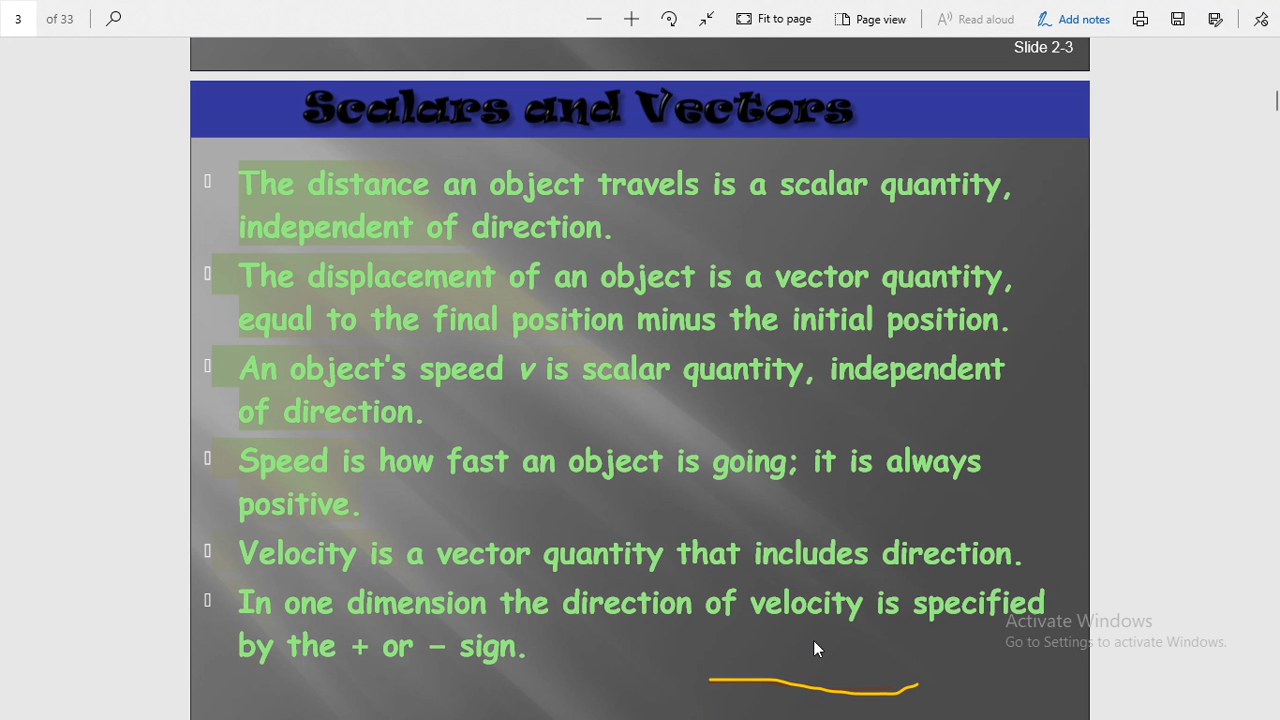 3 of 33 Fit to page Page view Read aloud Add notes
Slide 2-3
Scalars and Vectors
The distance an object travels is a scalar quantity,
independent of direction.
The displacement of an object is a vector quantity,
equal to the final position minus the initial position.
An object's speed v is scalar quantity, independent
of direction.
Speed is how fast an object is going; it is always
positive.
Velocity is a vector quantity that includes direction.
In one dimension the direction of velocity is specified
by the + or − sign.
Activate Windows
Go to Settings to activate Windows.